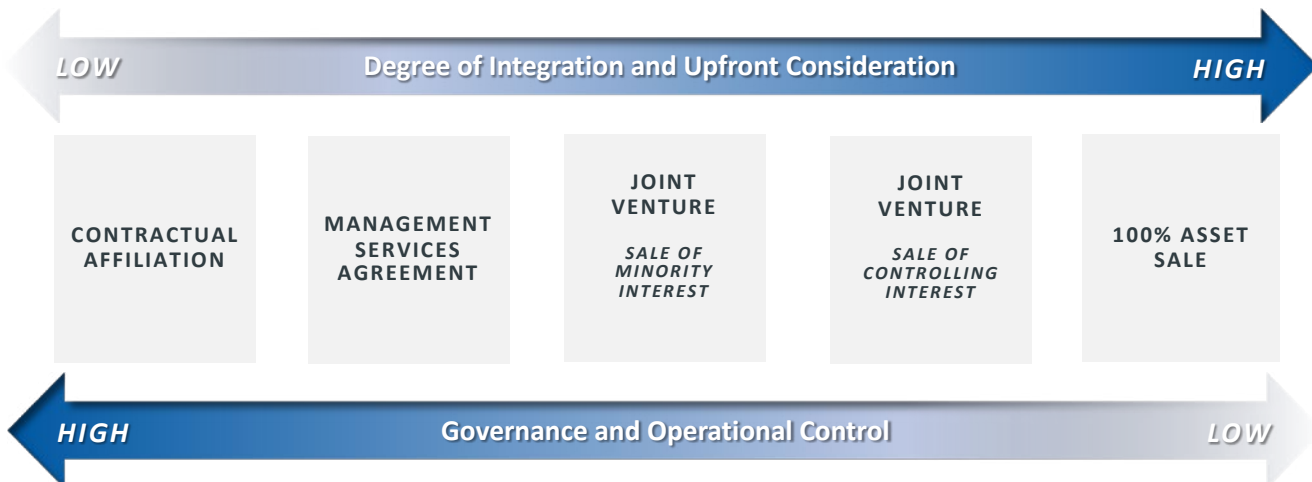 LOW
Degree of Integration and Upfront Consideration
HIGH
CONTRACTUAL
AFFILIATION
MANAGEMENT
SERVICES
AGREEMENT
JOINT
VENTURE
SALE OF
MINORITY
INTEREST
JOINT
VENTURE
SALE OF
CONTROLLING
INTEREST
100% ASSET
SALE
HIGH
Governance and Operational Control
LOW